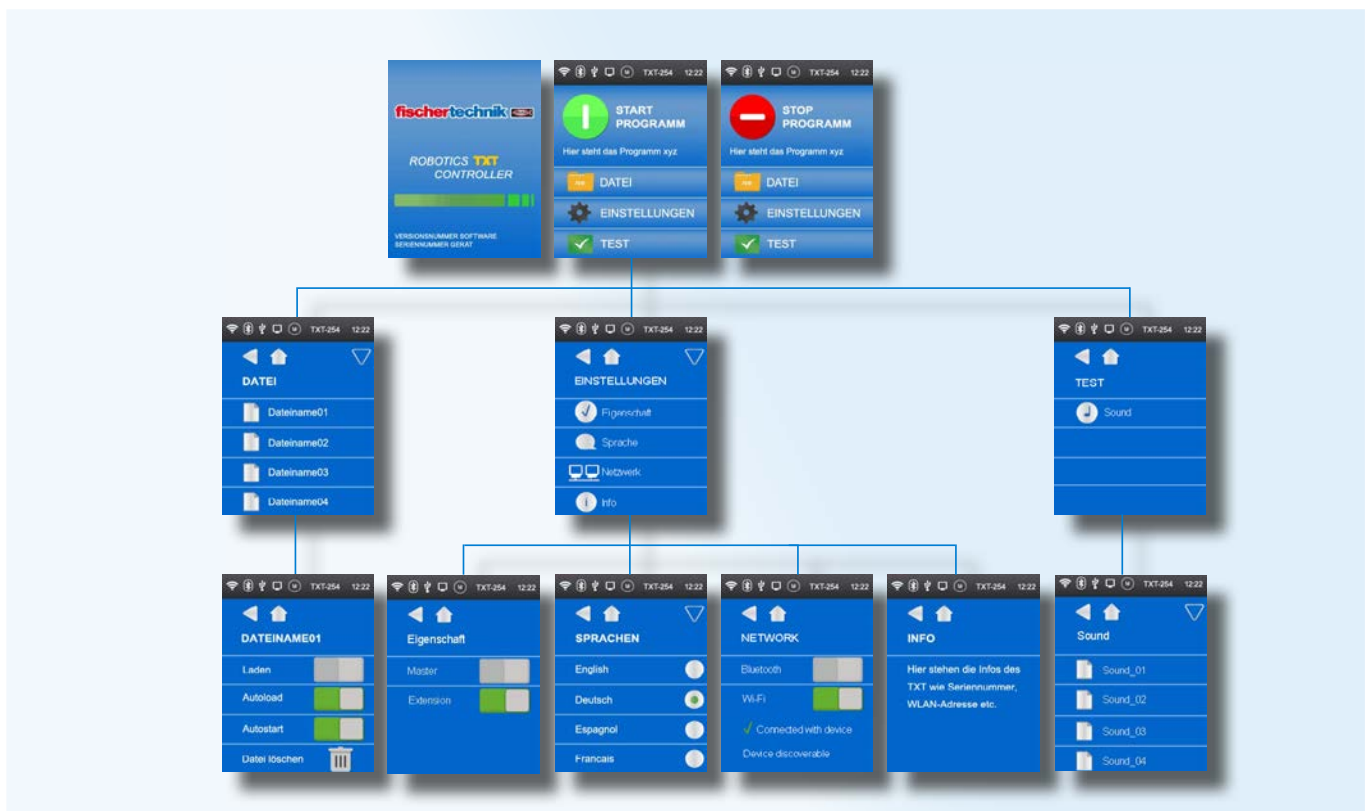 fischertechnik
ROBOTICS TXT
CONTROLLER
VERSIONSNUMMER SOFTWARE
SERIENNUMMER GERÄT
TXT-254 12:22
START
PROGRAMM
Hier steht das Programm xyz
DATEI
EINSTELLUNGEN
TEST
TXT-254 12:22
STOP
PROGRAMM
Hier steht das Programm xyz
DATEI
EINSTELLUNGEN
TEST
TXT-254 12:22
DATEI
Dateiname01
Dateiname02
Dateiname03
Dateiname04
TXT-254 12:22
EINSTELLUNGEN
Eigenschaft
Sprache
Netzwerk
Info
TXT-254 12:22
TEST
Sound
TXT-254 12:22
DATEINAME01
Laden
Autoload
Autostart
Datei löschen
TXT-254 12:22
Eigenschaft
Master
Extension
TXT-254 12:22
SPRACHEN
English
Deutsch
Espagnol
Francais
TXT-254 12:22
NETWORK
Bluetooth
Wi-Fi
Connected with device
Device discoverable
TXT-254 12:22
INFO
Hier stehen die Infos des
TXT wie Seriennummer,
WLAN-Adresse etc.
TXT-254 12:22
Sound
Sound_01
Sound_02
Sound_03
Sound_04